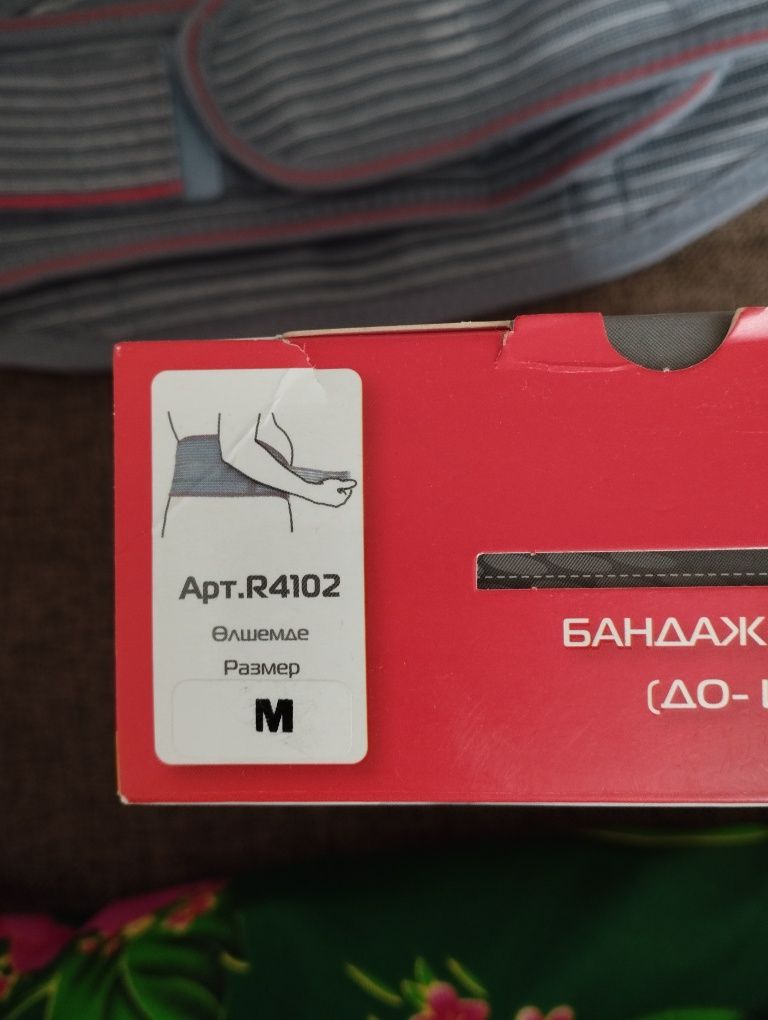 Арт.R4102
Өлшемде
Размер
M
БАНДАЖ
(ДО-